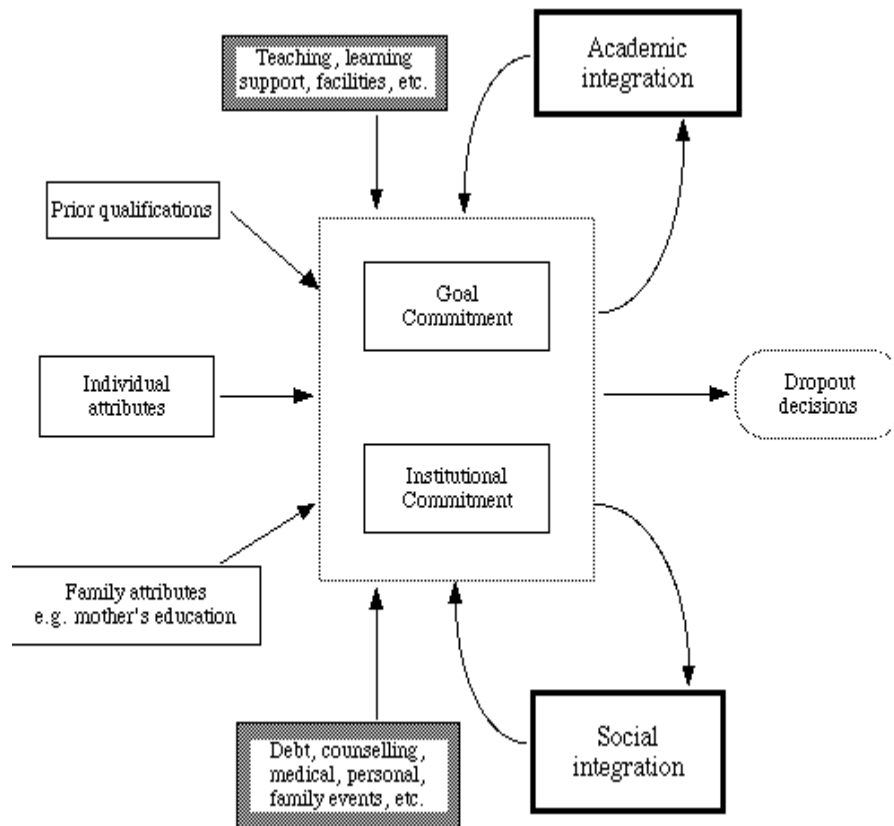 Teaching, learning
support, facilities, etc.
Academic
integration
Prior qualifications
Goal
Commitment
Individual
attributes
Dropout
decisions
Institutional
Commitment
Family attributes
e.g. mother's education
Debt, counselling,
medical, personal,
family events, etc.
Social
integration